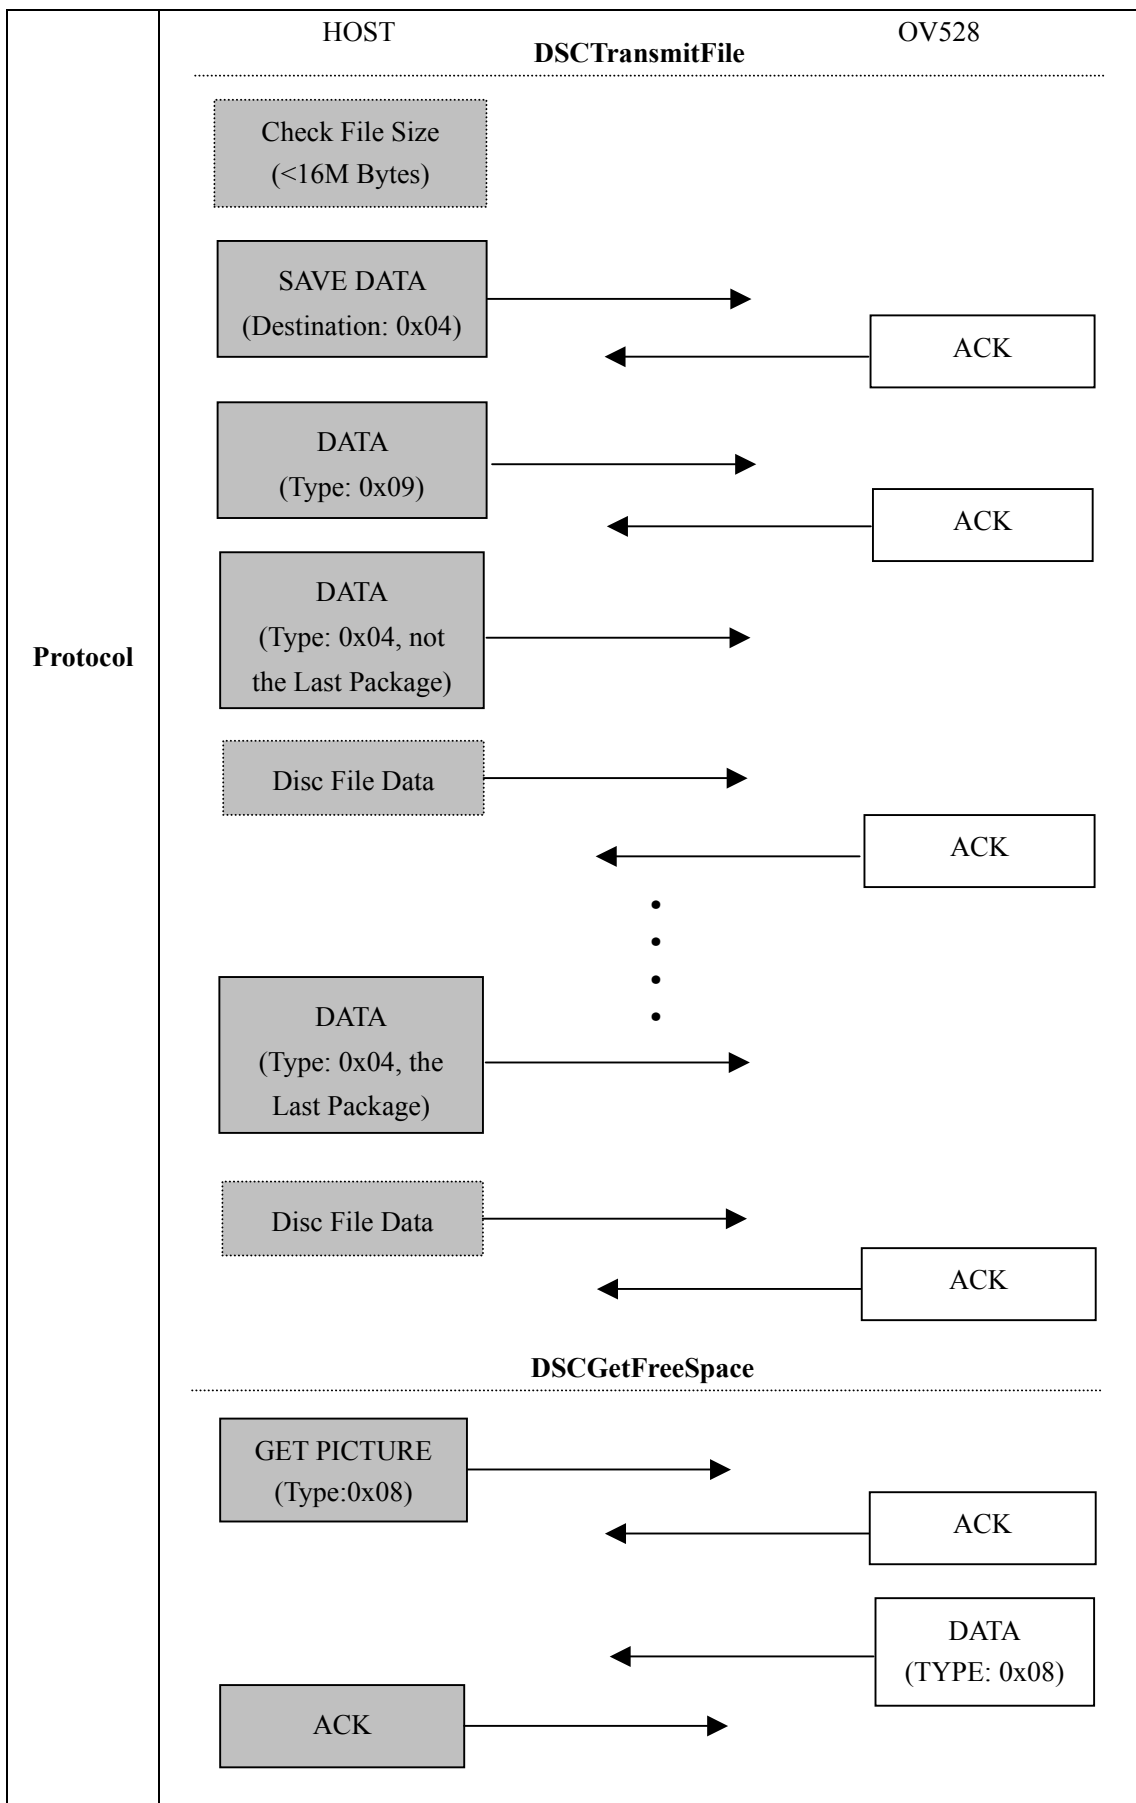 HOST
OV528
DSCTransmitFile
Check File Size
(<16M Bytes)
SAVE DATA
(Destination: 0x04)
ACK
DATA
(Type: 0x09)
ACK
DATA
(Type: 0x04, not
the Last Package)
Protocol
Disc File Data
ACK
DATA
(Type: 0x04, the
Last Package)
Disc File Data
ACK
DSCGetFreeSpace
GET PICTURE
(Type:0x08)
ACK
DATA
(TYPE: 0x08)
ACK